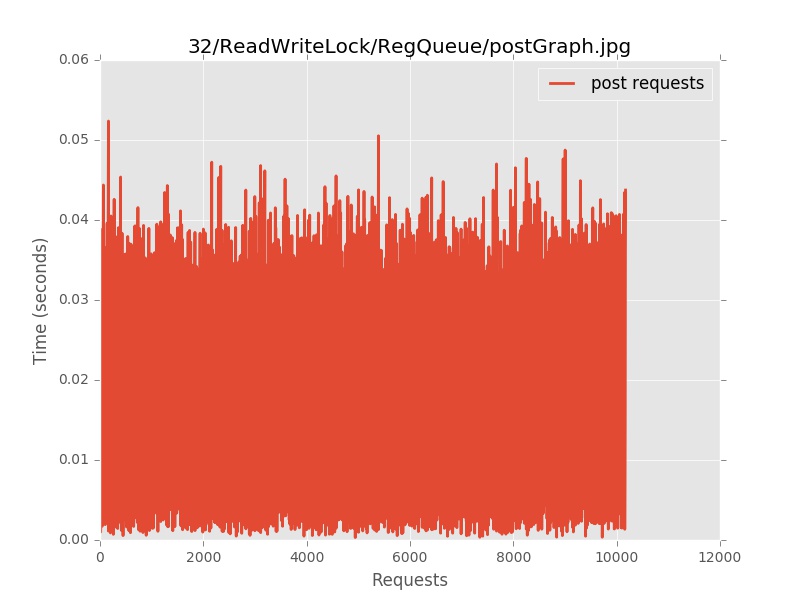 32/ReadWriteLock/RegQueue/postGraph.jpg
post requests
Time (seconds)
0.06
0.05
0.04
0.03
0.02
0.01
0.00
0 2000 4000 6000 8000 10000 12000
Requests